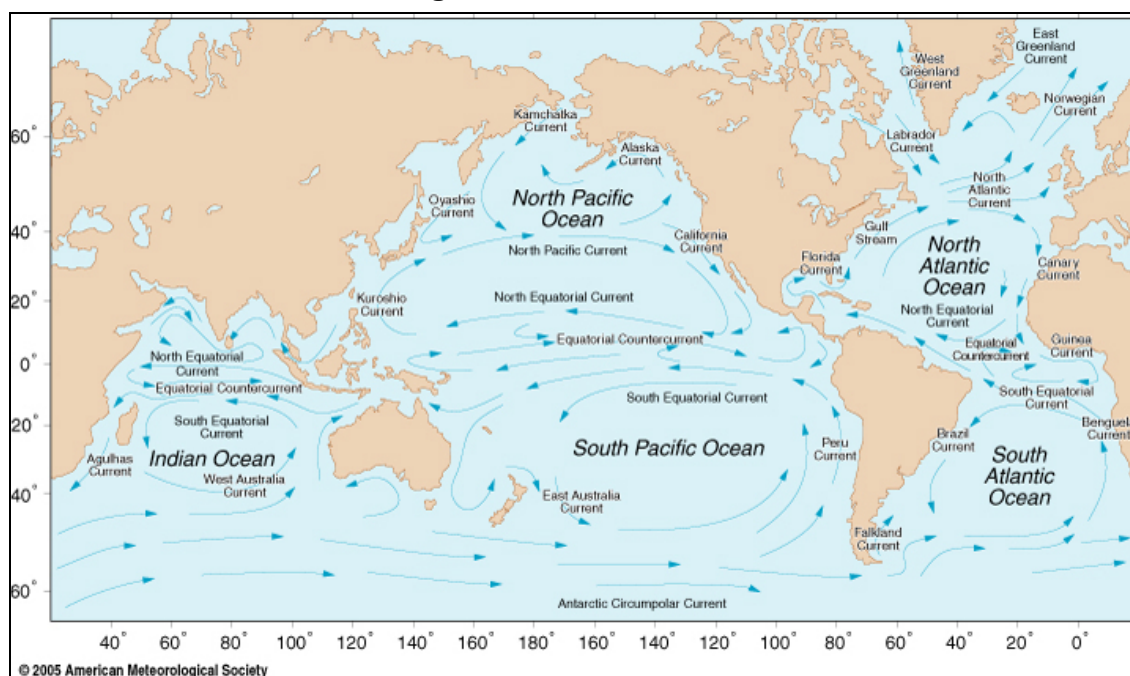 East
Greenland
Current
West
Greenland
Current
Norwegian
Current
Kamchatka
Current
Labrador
Current
Alaska
Current
60°
North
Atlantic
Current
Oyashio
Current
North Pacific
Ocean
Gulf
Stream
California
Current
40°
North Pacific Current
North
Atlantic
Ocean
Florida
Current
Canary
Current
Kuroshio
Current
North Equatorial Current
20°
North Equatorial
Current
Equatorial Countercurrent
Equatorial
Countercurrent
Guinea
Current
North Equatorial
Current
0°
Equatorial Countercurrent
South Equatorial
Current
South Equatorial Current
South Equatorial
Current
20°
Benguela
Current
Brazil
Current
Peru
Current
South Pacific Ocean
Indian Ocean
Agulhas
Current
South
Atlantic
Ocean
West Australia
Current
40°
East Australia
Current
Falkland
Current
60°
Antarctic Circumpolar Current
40° 60° 80° 100° 120° 140° 160° 180° 160° 140° 120° 100° 80° 60° 40° 20° 0°
© 2005 American Meteorological Society